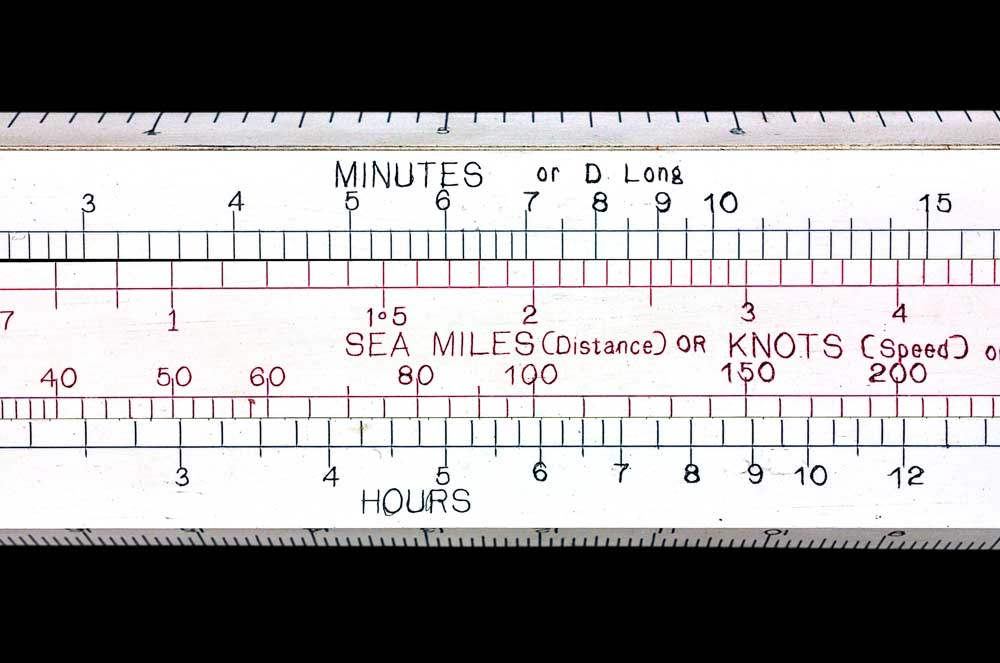 MINUTES or D. Long
3 4 5 6 7 8 9 10 15
7 1 1·5 2 3 4
SEA MILES (Distance) OR KNOTS (Speed)
40 50 60 80 100 150 200
3 4 5 6 7 8 9 10 12
HOURS